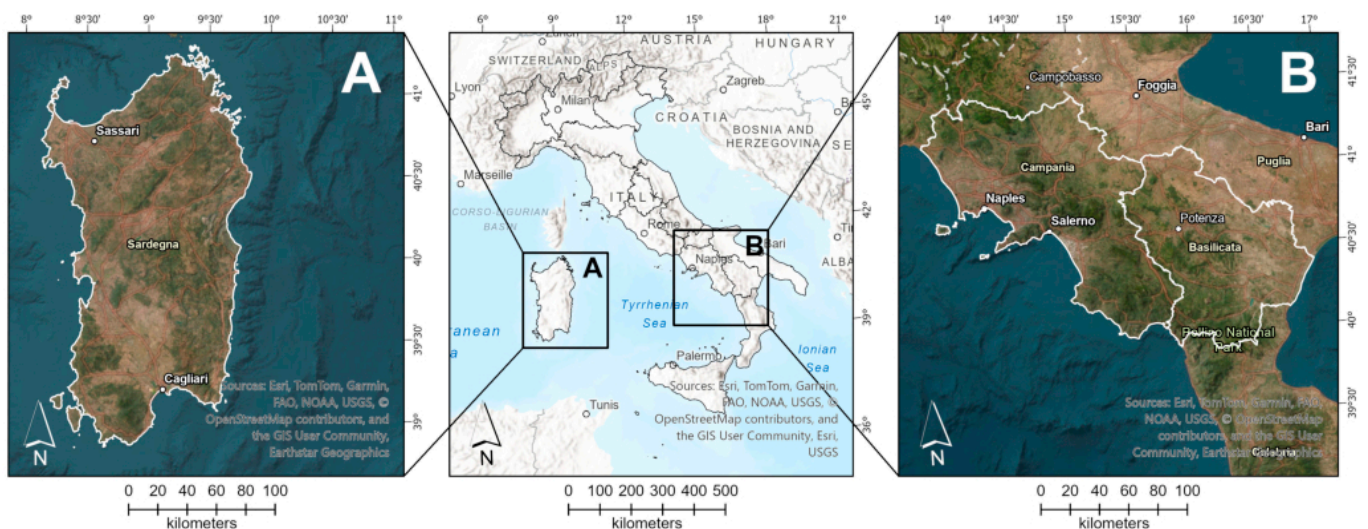 8° 8°30' 9° 9°30' 10° 10°30' 11°
A
41°
Sassari
40°30'
Sardegna
40°
39°30'
Cagliari
39°
Sources: Esri, TomTom, Garmin,
FAO, NOAA, USGS, ©
OpenStreetMap contributors, and
the GIS User Community,
Earthstar Geographics
N
0 20 40 60 80 100
kilometers
6° 9° 12° 15° 18° 21°
AUSTRIA
HUNGARY
SWITZERLAND
ALPS
Lyon
Milan
Zagreb
45°
CROATIA
BOSNIA AND
HERZEGOVINA
Marseille
ITALY
CORSO-LIGURIAN
BASIN
Rome
42°
Bari
B
Naples
A
Tyrrhenian
Sea
39°
Ionian
Sea
Palermo
Sources: Esri, TomTom, Garmin,
FAO, NOAA, USGS, ©
OpenStreetMap contributors, and
the GIS User Community, Esri,
USGS
Tunis
36°
N
0 100 200 300 400 500
kilometers
14° 14°30' 15° 15°30' 16° 16°30' 17°
B
Campobasso
41°30'
Foggia
Bari
41°
Puglia
Campania
Naples
Salerno
Potenza
40°30'
Basilicata
40°
Pollino National
Park
39°30'
Sources: Esri, TomTom, Garmin, FAO,
NOAA, USGS, © OpenStreetMap
contributors, and the GIS User
Community, Earthstar Geographics
Calabria
N
0 20 40 60 80 100
kilometers